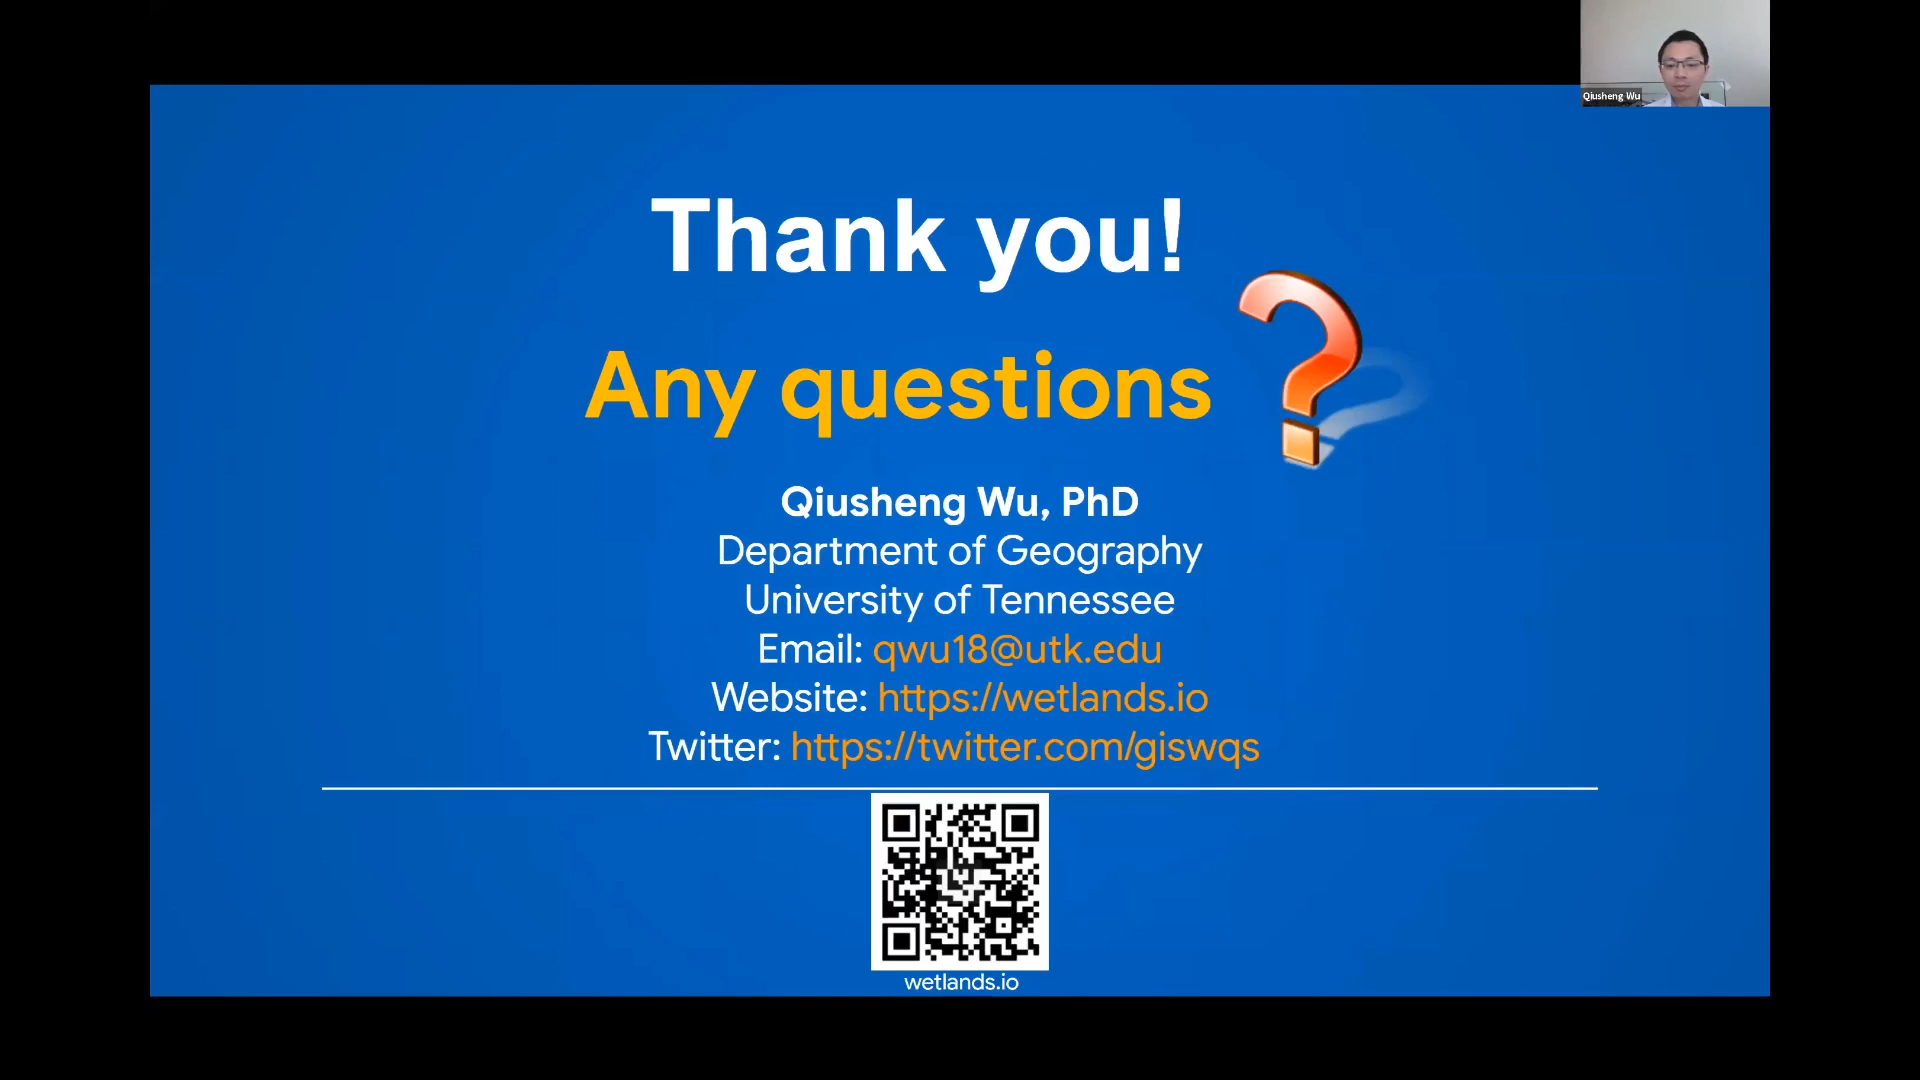 Qiusheng Wu
Thank you!
Any questions?
Qiusheng Wu, PhD
Department of Geography
University of Tennessee
Email: qwu18@utk.edu
Website: https://wetlands.io
Twitter: https://twitter.com/giswqs
wetlands.io